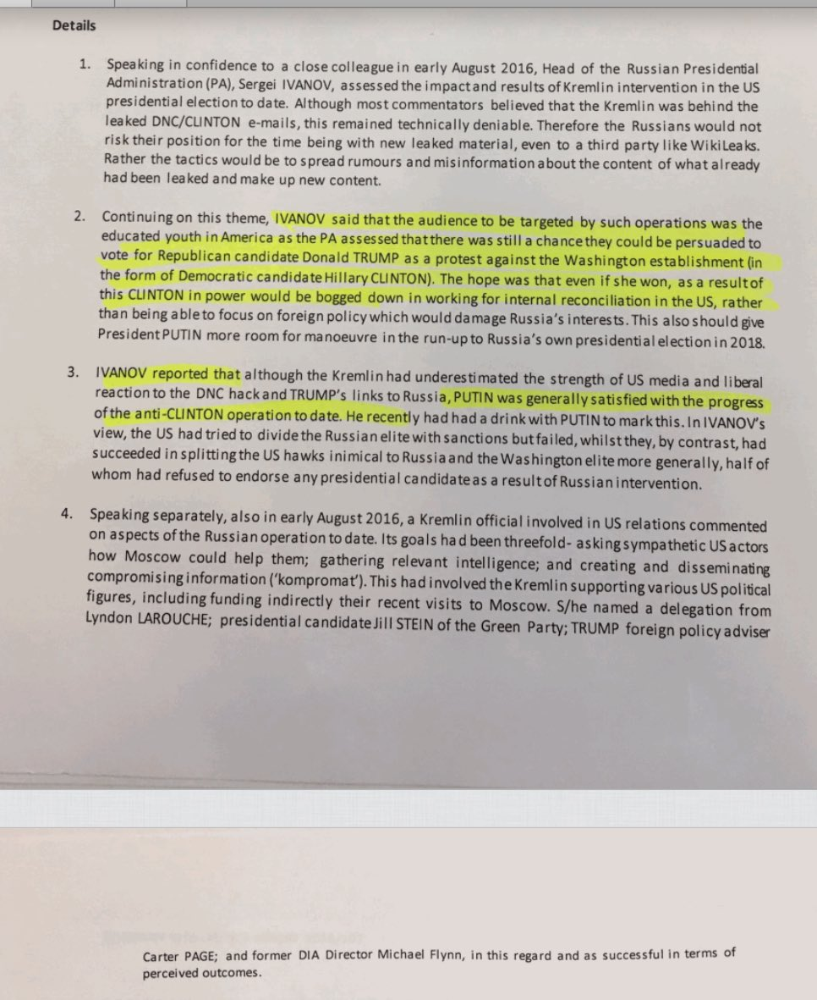 Details
1. Speaking in confidence to a close colleague in early August 2016, Head of the Russian Presidential
Administration (PA), Sergei IVANOV, assessed the impact and results of Kremlin intervention in the US
presidential election to date. Although most commentators believed that the Kremlin was behind the
leaked DNC/CLINTON e-mails, this remained technically deniable. Therefore the Russians would not
risk their position for the time being with new leaked material, even to a third party like WikiLeaks.
Rather the tactics would be to spread rumours and misinformation about the content of what already
had been leaked and make up new content.
2. Continuing on this theme, IVANOV said that the audience to be targeted by such operations was the
educated youth in America as the PA assessed that there was still a chance they could be persuaded to
vote for Republican candidate Donald TRUMP as a protest against the Washington establishment (in
the form of Democratic candidate Hillary CLINTON). The hope was that even if she won, as a result of
this CLINTON in power would be bogged down in working for internal reconciliation in the US, rather
than being able to focus on foreign policy which would damage Russia's interests. This also should give
President PUTIN more room for manoeuvre in the run-up to Russia's own presidential election in 2018.
3. IVANOV reported that although the Kremlin had underestimated the strength of US media and liberal
reaction to the DNC hack and TRUMP's links to Russia, PUTIN was generally satisfied with the progress
of the anti-CLINTON operation to date. He recently had had a drink with PUTIN to mark this. In IVANOV's
view, the US had tried to divide the Russian elite with sanctions but failed, whilst they, by contrast, had
succeeded in splitting the US hawks inimical to Russia and the Washington elite more generally, half of
whom had refused to endorse any presidential candidate as a result of Russian intervention.
4. Speaking separately, also in early August 2016, a Kremlin official involved in US relations commented
on aspects of the Russian operation to date. Its goals had been threefold- asking sympathetic US actors
how Moscow could help them; gathering relevant intelligence; and creating and disseminating
compromising information ('kompromat'). This had involved the Kremlin supporting various US political
figures, including funding indirectly their recent visits to Moscow. S/he named a delegation from
Lyndon LAROUCHE; presidential candidate Jill STEIN of the Green Party; TRUMP foreign policy adviser
Carter PAGE; and former DIA Director Michael Flynn, in this regard and as successful in terms of
perceived outcomes.